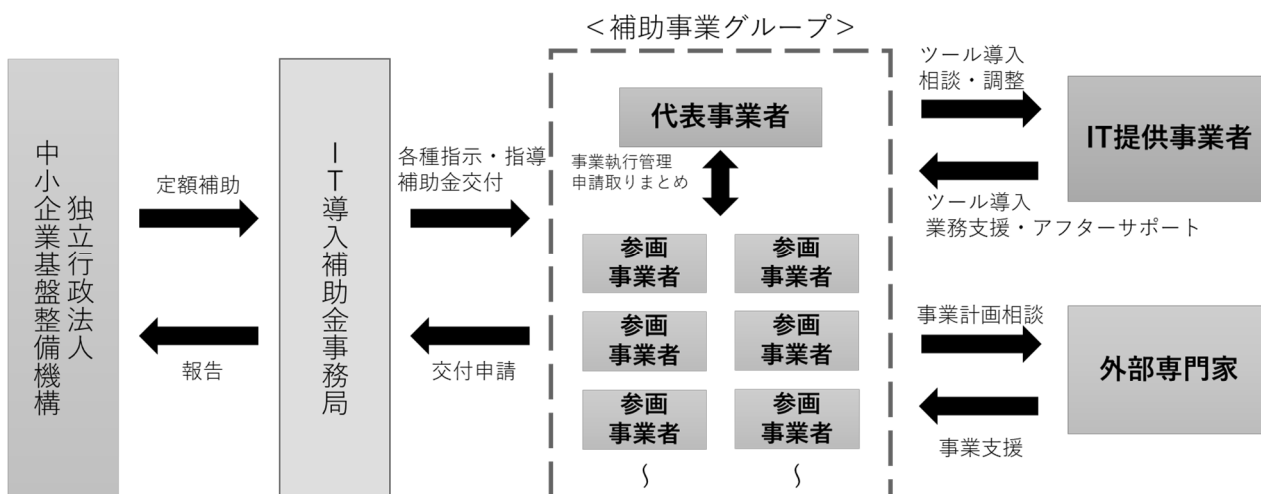 独立行政法人
中小企業基盤整備機構
定額補助
報告
IT導入補助金事務局
各種指示・指導
補助金交付
交付申請
＜補助事業グループ＞
代表事業者
事業執行管理
申請取りまとめ
参画
事業者
参画
事業者
参画
事業者
参画
事業者
参画
事業者
参画
事業者
～
～
ツール導入
相談・調整
IT提供事業者
ツール導入
業務支援・アフターサポート
事業計画相談
外部専門家
事業支援